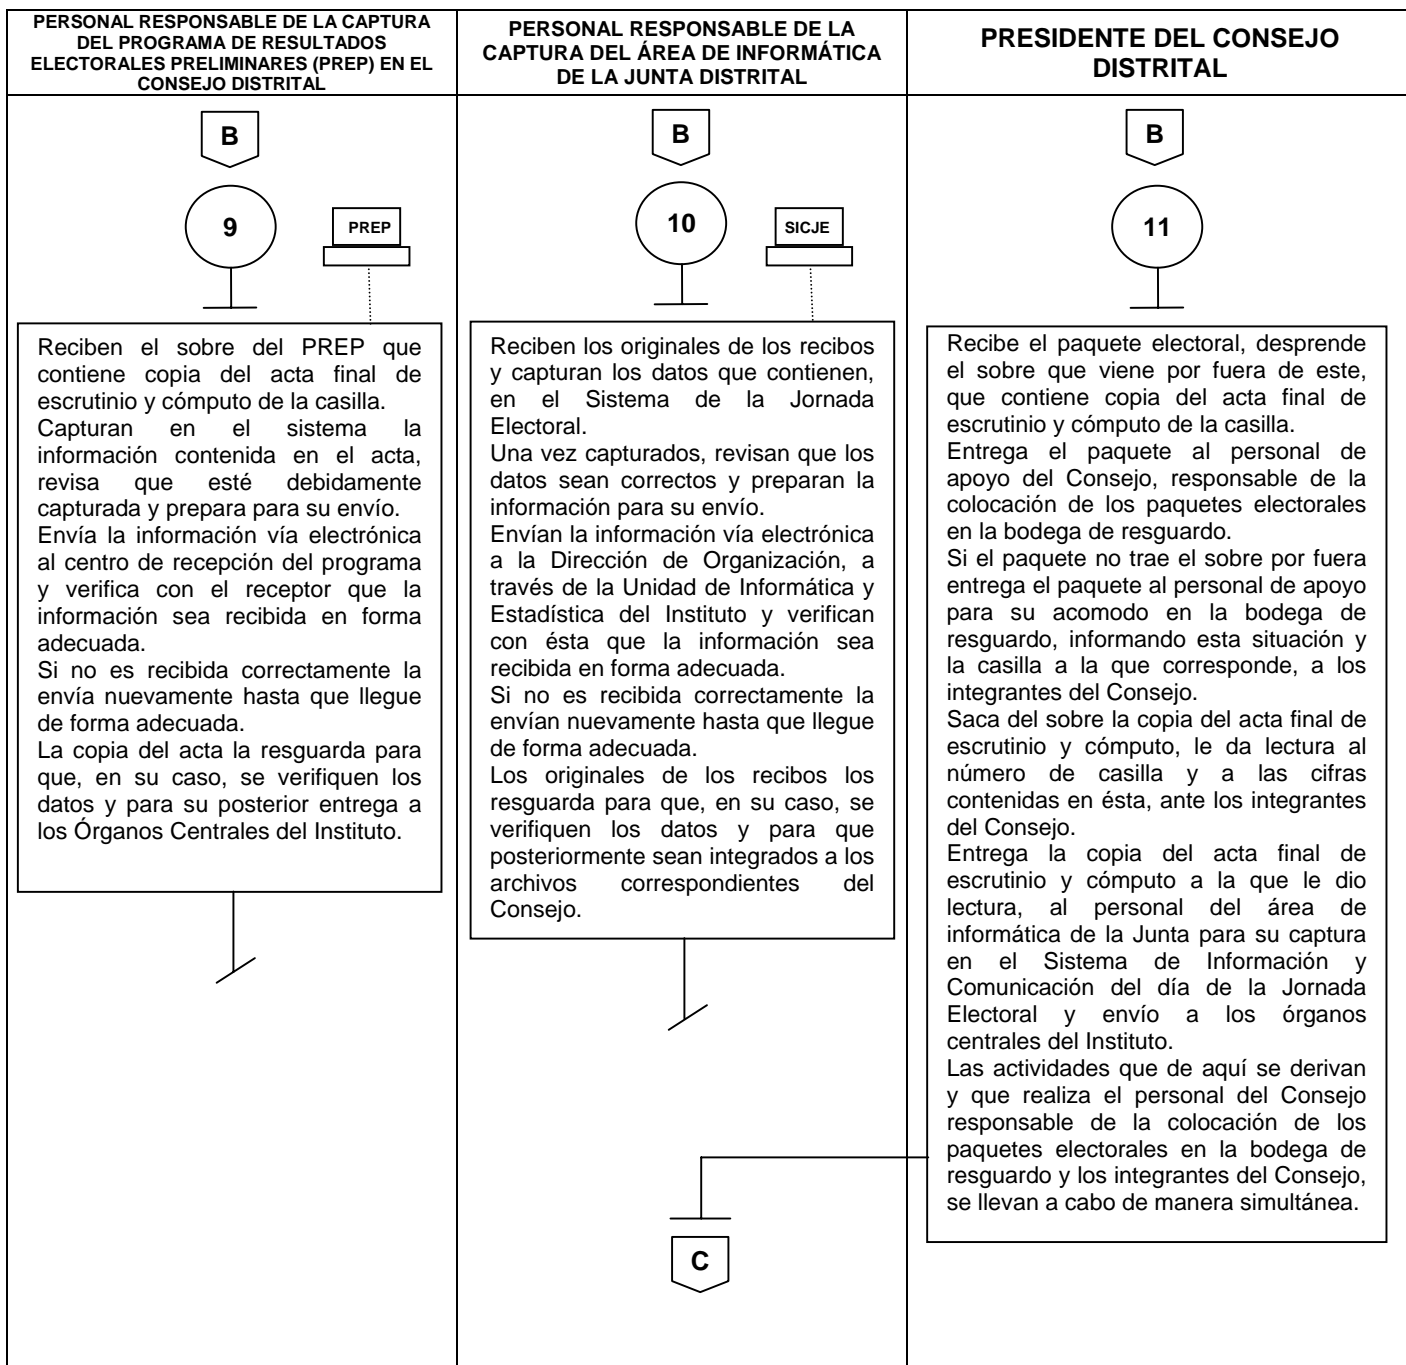 PERSONAL RESPONSABLE DE LA CAPTURA
DEL PROGRAMA DE RESULTADOS
ELECTORALES PRELIMINARES (PREP) EN EL
CONSEJO DISTRITAL
PERSONAL RESPONSABLE DE LA
CAPTURA DEL ÁREA DE INFORMÁTICA
DE LA JUNTA DISTRITAL
PRESIDENTE DEL CONSEJO
DISTRITAL
B
9
PREP
Reciben el sobre del PREP que
contiene copia del acta final de
escrutinio y cómputo de la casilla.
Capturan en el sistema la
información contenida en el acta,
revisa que esté debidamente
capturada y prepara para su envío.
Envía la información vía electrónica
al centro de recepción del programa
y verifica con el receptor que la
información sea recibida en forma
adecuada.
Si no es recibida correctamente la
envía nuevamente hasta que llegue
de forma adecuada.
La copia del acta la resguarda para
que, en su caso, se verifiquen los
datos y para su posterior entrega a
los Órganos Centrales del Instituto.
B
10
SICJE
Reciben los originales de los recibos
y capturan los datos que contienen,
en el Sistema de la Jornada
Electoral.
Una vez capturados, revisan que los
datos sean correctos y preparan la
información para su envío.
Envían la información vía electrónica
a la Dirección de Organización, a
través de la Unidad de Informática y
Estadística del Instituto y verifican
con ésta que la información sea
recibida en forma adecuada.
Si no es recibida correctamente la
envían nuevamente hasta que llegue
de forma adecuada.
Los originales de los recibos los
resguarda para que, en su caso, se
verifiquen los datos y para que
posteriormente sean integrados a los
archivos correspondientes del
Consejo.
B
11
Recibe el paquete electoral, desprende
el sobre que viene por fuera de este,
que contiene copia del acta final de
escrutinio y cómputo de la casilla.
Entrega el paquete al personal de
apoyo del Consejo, responsable de la
colocación de los paquetes electorales
en la bodega de resguardo.
Si el paquete no trae el sobre por fuera
entrega el paquete al personal de apoyo
para su acomodo en la bodega de
resguardo, informando esta situación y
la casilla a la que corresponde, a los
integrantes del Consejo.
Saca del sobre la copia del acta final de
escrutinio y cómputo, le da lectura al
número de casilla y a las cifras
contenidas en ésta, ante los integrantes
del Consejo.
Entrega la copia del acta final de
escrutinio y cómputo a la que le dio
lectura, al personal del área de
informática de la Junta para su captura
en el Sistema de Información y
Comunicación del día de la Jornada
Electoral y envío a los órganos
centrales del Instituto.
Las actividades que de aquí se derivan
y que realiza el personal del Consejo
responsable de la colocación de los
paquetes electorales en la bodega de
resguardo y los integrantes del Consejo,
se llevan a cabo de manera simultánea.
C